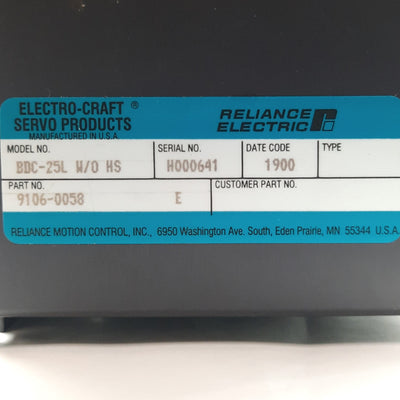 ELECTRO-CRAFT ®
SERVO PRODUCTS
MANUFACTURED IN U.S.A.
RELIANCE
ELECTRIC
MODEL NO. SERIAL NO. DATE CODE TYPE
BDC-25L W/O HS H000641 1900
PART NO. CUSTOMER PART NO.
9106-0058 E
RELIANCE MOTION CONTROL, INC., 6950 Washington Ave. South, Eden Prairie, MN 55344 U.S.A.